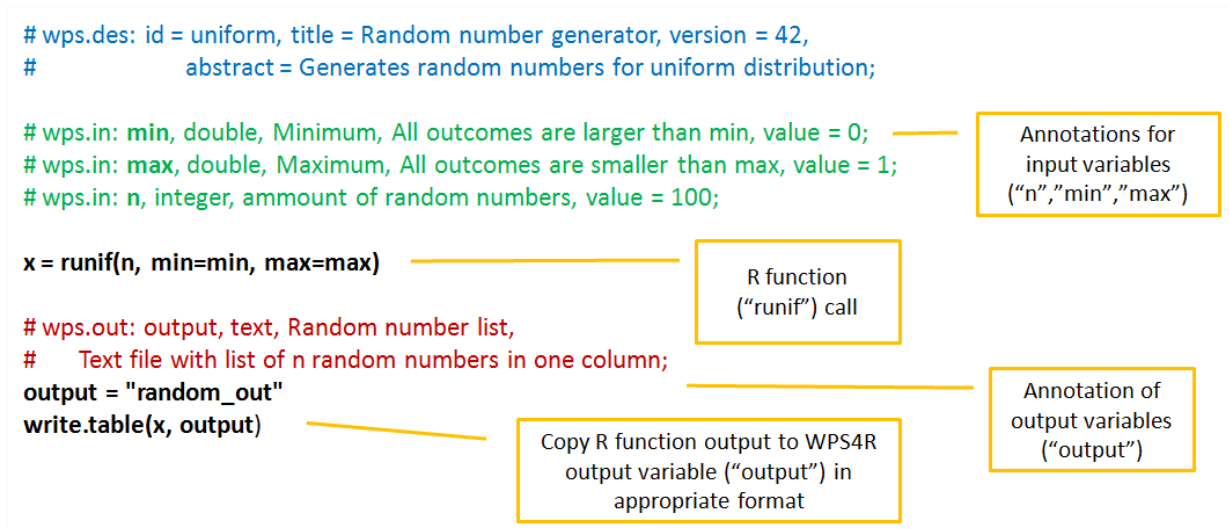 # wps.des: id = uniform, title = Random number generator, version = 42,
# abstract = Generates random numbers for uniform distribution;
# wps.in: min, double, Minimum, All outcomes are larger than min, value = 0;
# wps.in: max, double, Maximum, All outcomes are smaller than max, value = 1;
# wps.in: n, integer, ammount of random numbers, value = 100;
Annotations for
input variables
(“n”,”min”,”max”)
x = runif(n, min=min, max=max)
R function
(“runif”) call
# wps.out: output, text, Random number list,
# Text file with list of n random numbers in one column;
output = "random_out"
write.table(x, output)
Annotation of
output variables
(“output”)
Copy R function output to WPS4R
output variable (“output”) in
appropriate format